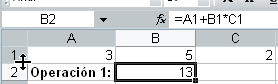 B2 fx =A1+B1*C1
A B C
1 3 5 2
2 Operación 1: 13